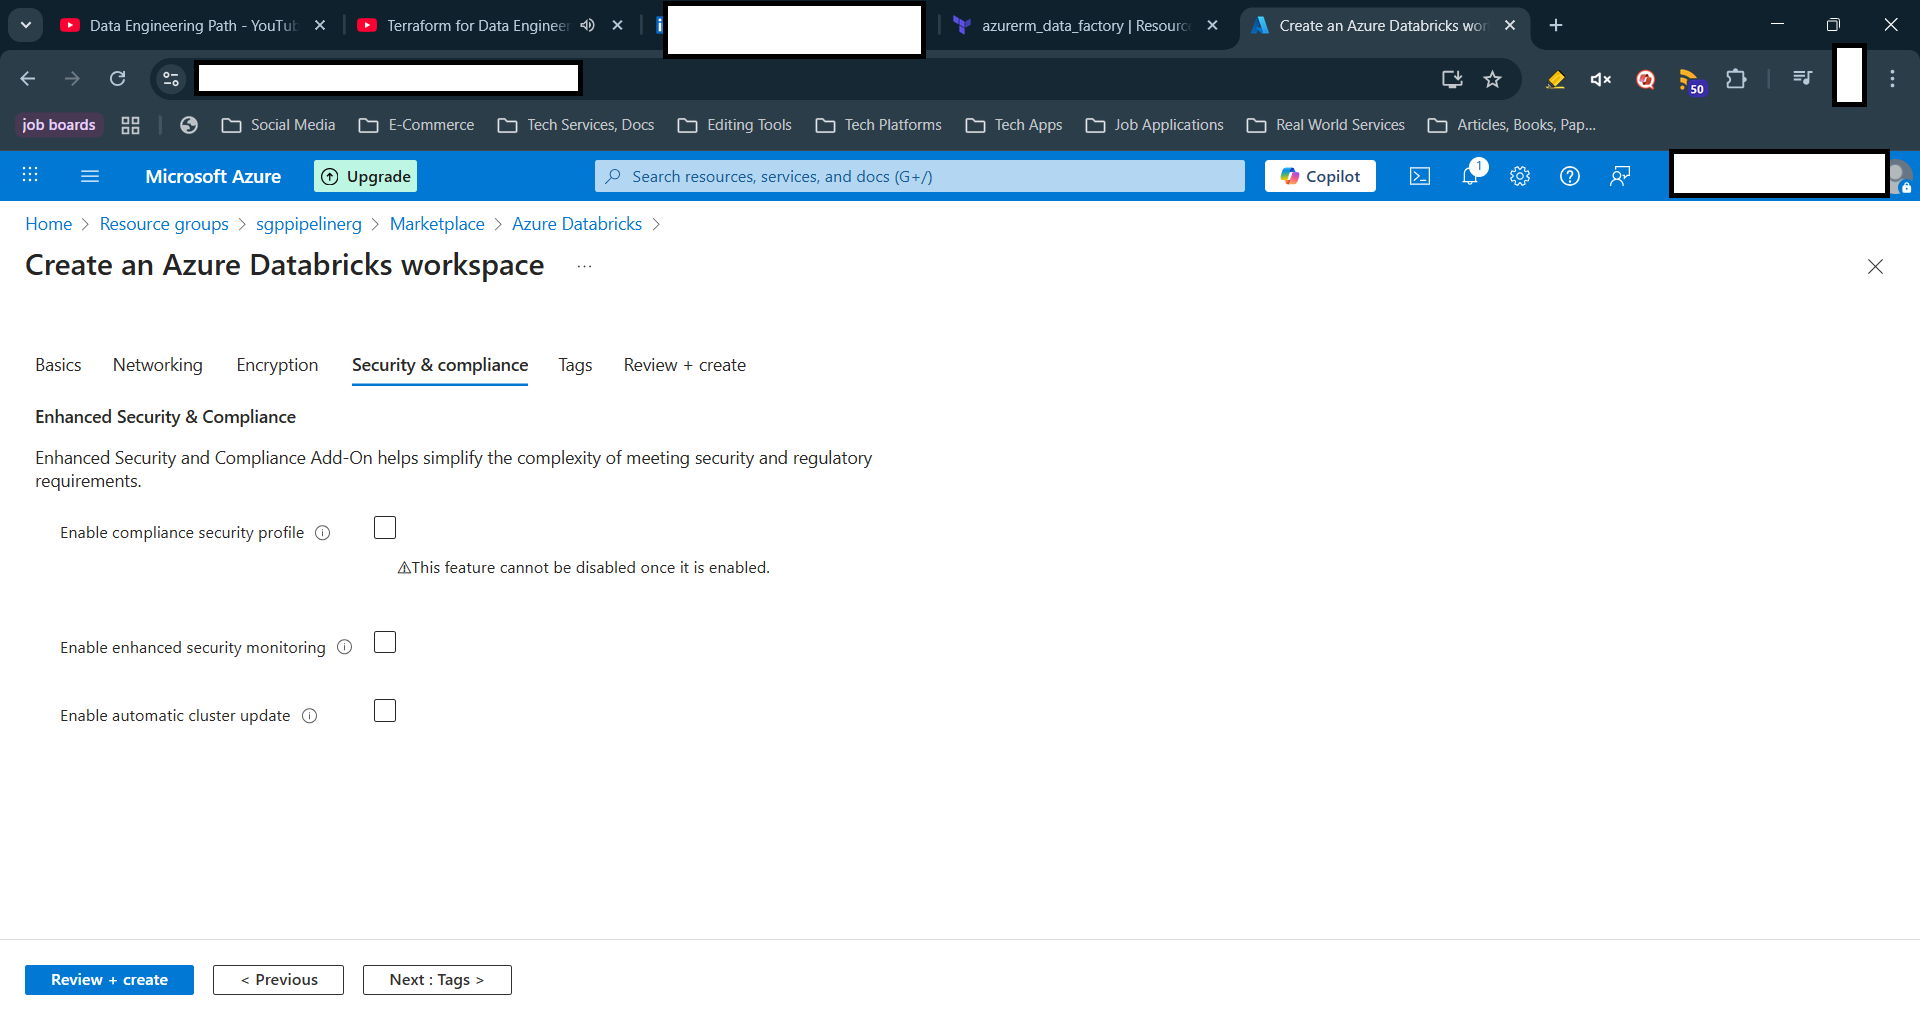 Data Engineering Path - YouTub
Terraform for Data Engineer
azurerm_data_factory | Resourc
Create an Azure Databricks wor
50
job boards
Social Media
E-Commerce
Tech Services, Docs
Editing Tools
Tech Platforms
Tech Apps
Job Applications
Real World Services
Articles, Books, Pap...
Microsoft Azure
Upgrade
Search resources, services, and docs (G+/)
Copilot
1
Home > Resource groups > sgppipelinerg > Marketplace > Azure Databricks >
Create an Azure Databricks workspace ...
Basics
Networking
Encryption
Security & compliance
Tags
Review + create
Enhanced Security & Compliance
Enhanced Security and Compliance Add-On helps simplify the complexity of meeting security and regulatory
requirements.
Enable compliance security profile
⚠This feature cannot be disabled once it is enabled.
Enable enhanced security monitoring
Enable automatic cluster update
Review + create
< Previous
Next : Tags >